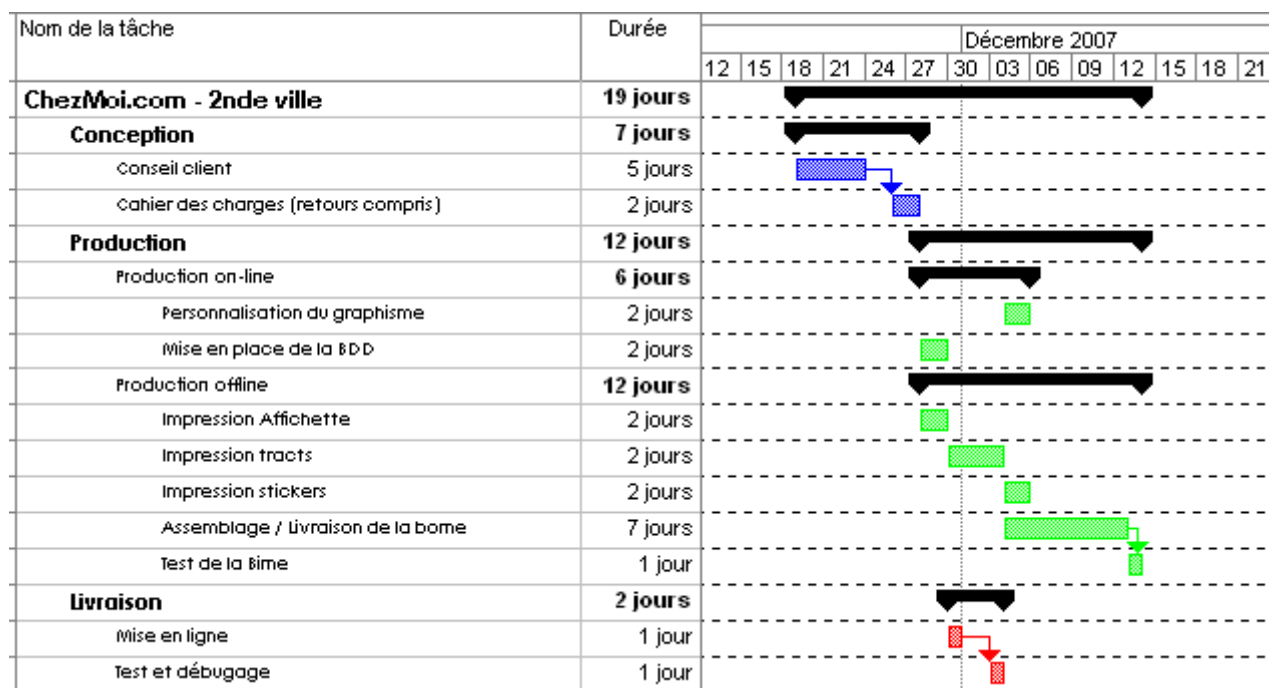 Nom de la tâche Durée
Décembre 2007
12 15 18 21 24 27 30 03 06 09 12 15 18 21
ChezMoi.com - 2nde ville 19 jours
Conception 7 jours
Conseil client 5 jours
Cahier des charges (retours compris) 2 jours
Production 12 jours
Production on-line 6 jours
Personnalisation du graphisme 2 jours
Mise en place de la BDD 2 jours
Production offline 12 jours
Impression Affichette 2 jours
Impression tracts 2 jours
Impression stickers 2 jours
Assemblage / Livraison de la borne 7 jours
Test de la Bime 1 jour
Livraison 2 jours
Mise en ligne 1 jour
Test et débugage 1 jour